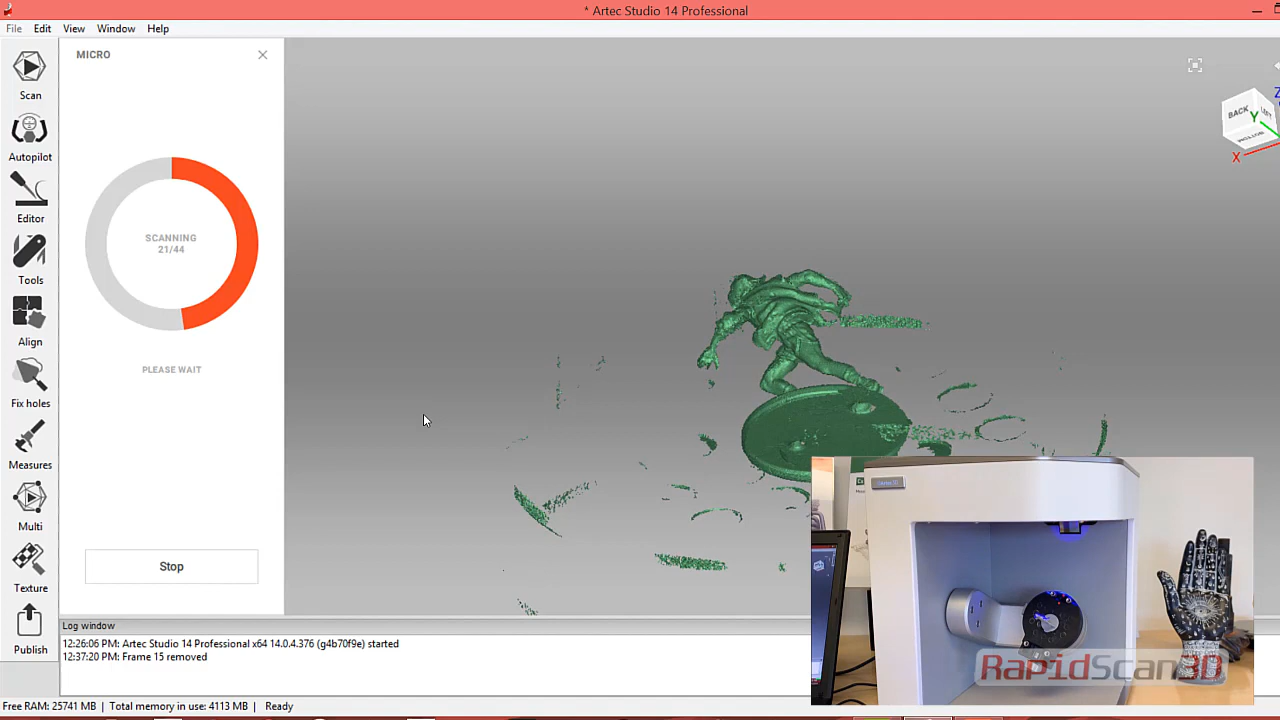 * Artec Studio 14 Professional
File Edit View Window Help
MICRO
Scan
Autopilot
Editor
Tools
Align
Fix holes
Measures
Multi
Texture
Publish
SCANNING
21/44
PLEASE WAIT
Stop
BACK
LEFT
BOTTOM
Z
Y
X
Log window
12:26:06 PM: Artec Studio 14 Professional x64 14.0.4.376 (g4b70f9e) started
12:37:20 PM: Frame 15 removed
Free RAM: 25741 MB | Total memory in use: 4113 MB | Ready
RapidScan3D